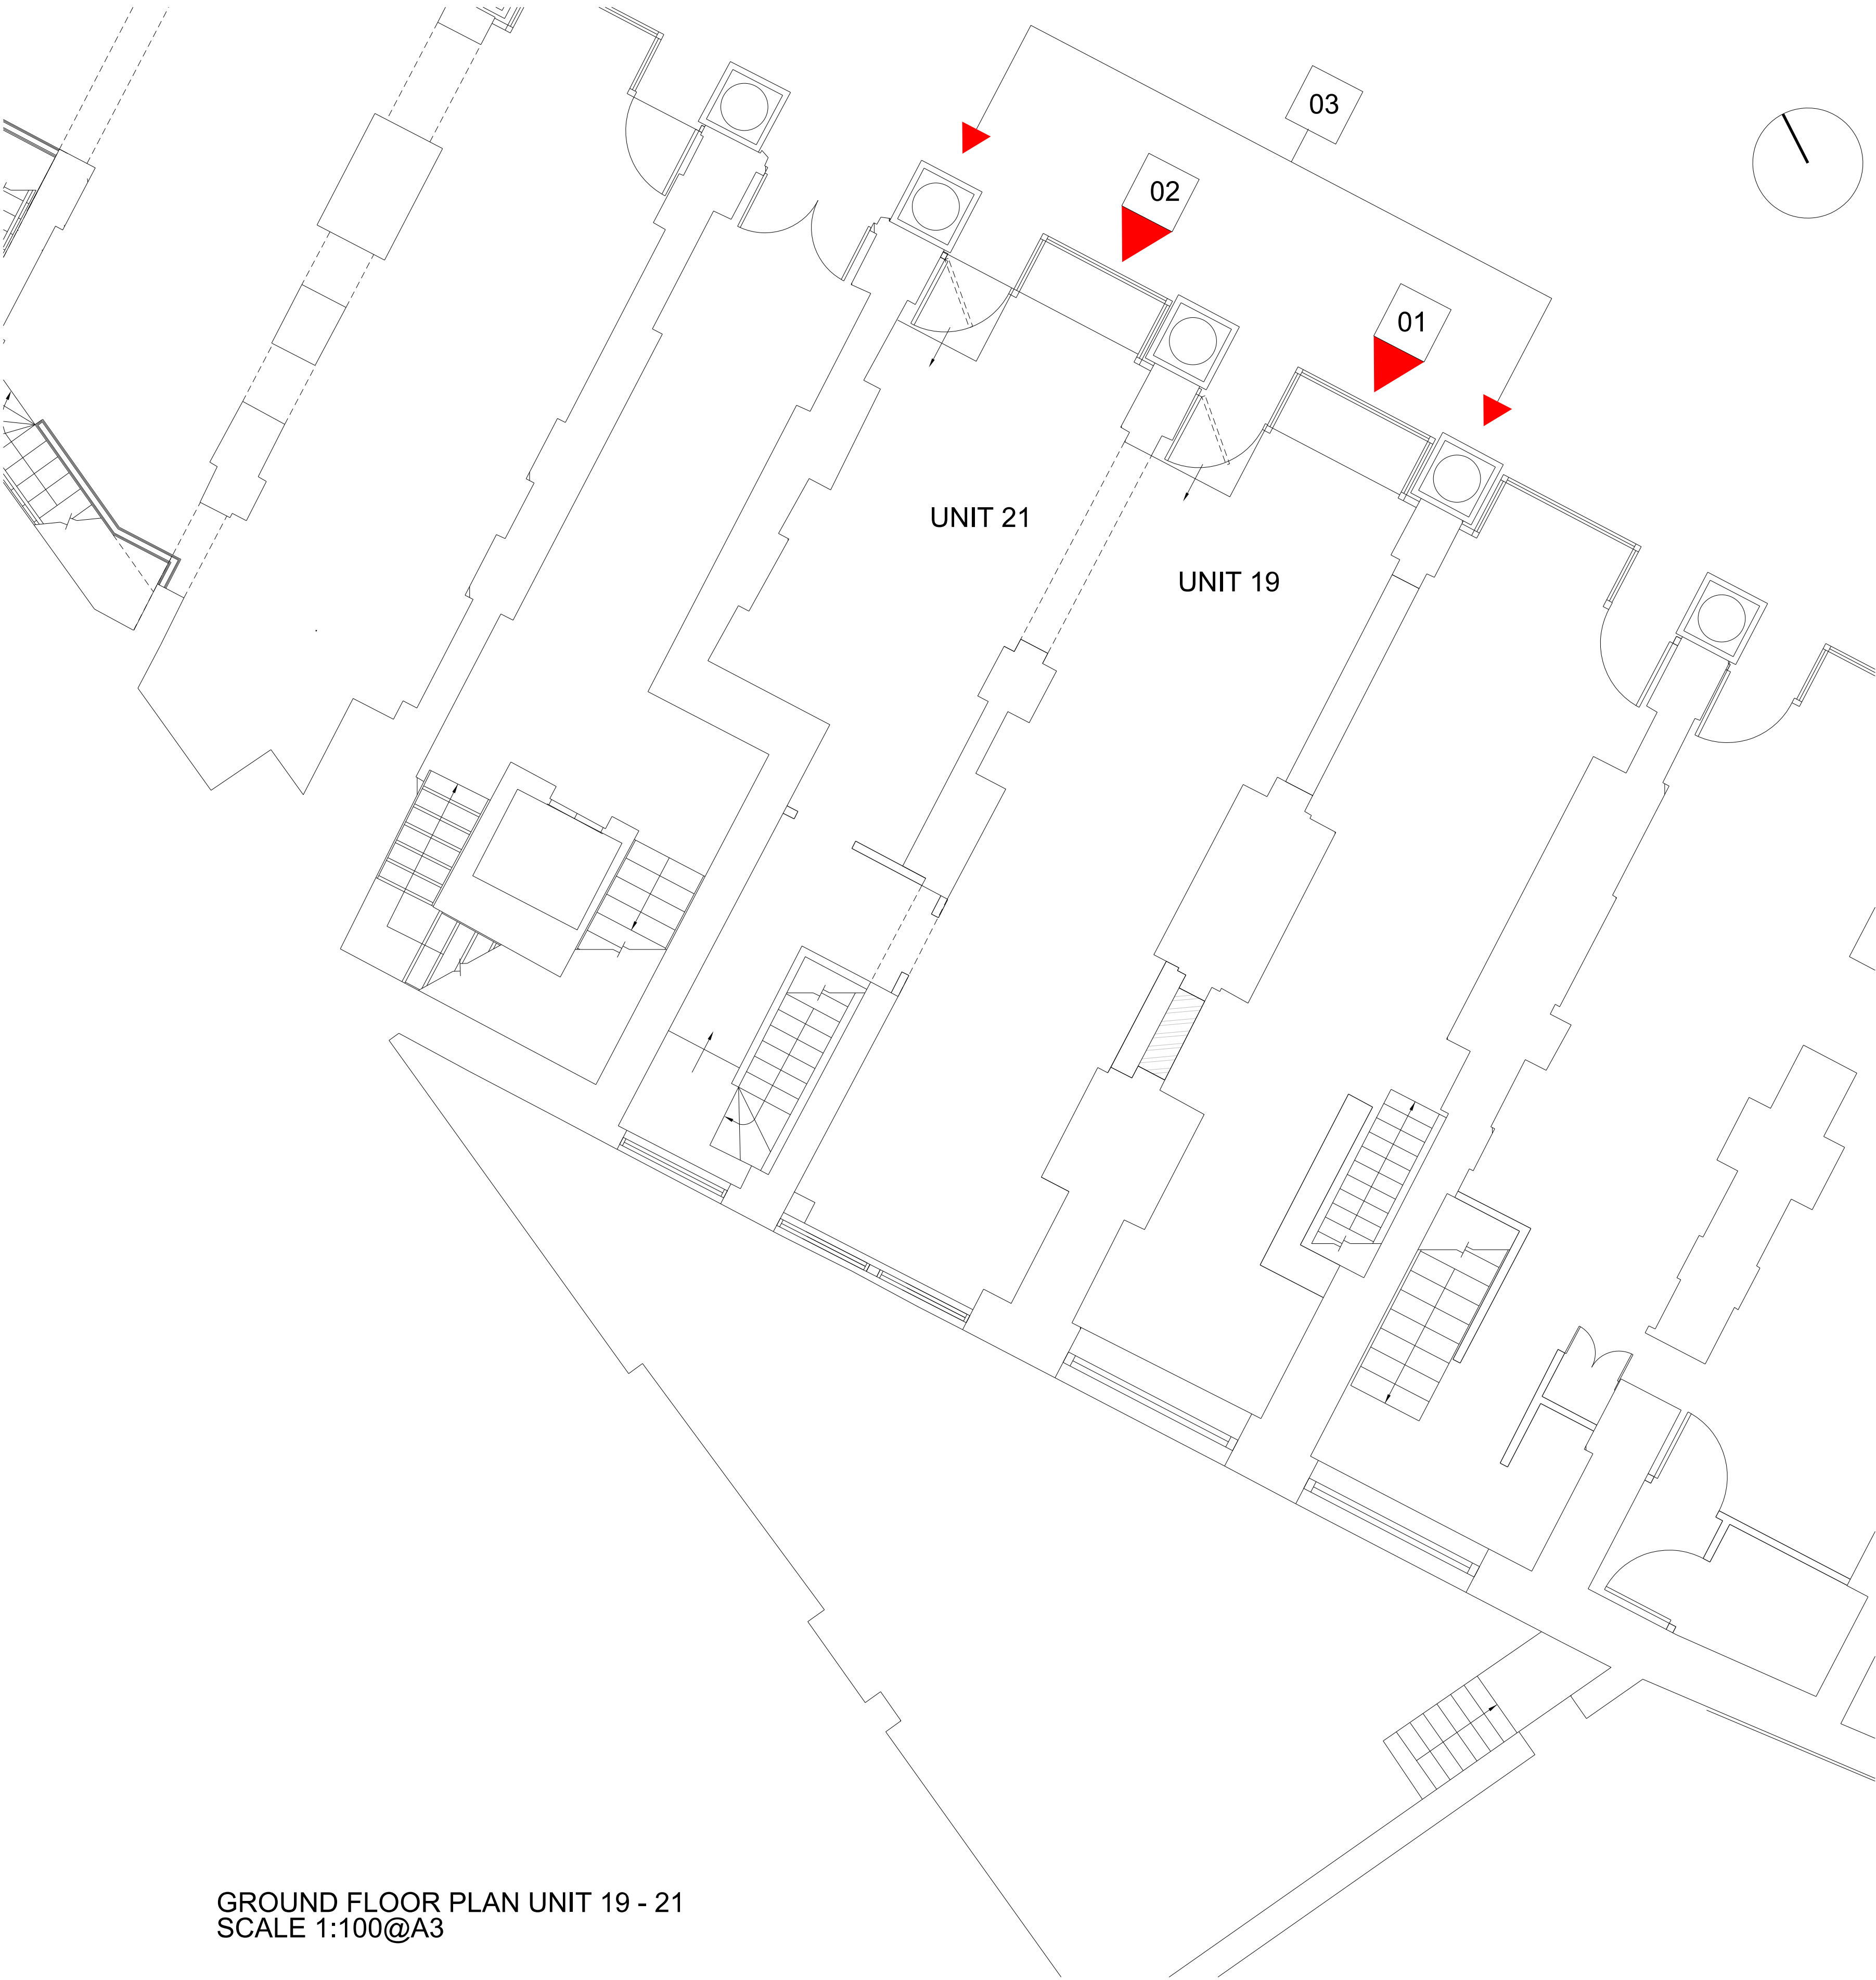 03
02
01
UNIT 21
UNIT 19
GROUND FLOOR PLAN UNIT 19 - 21
SCALE 1:100@A3